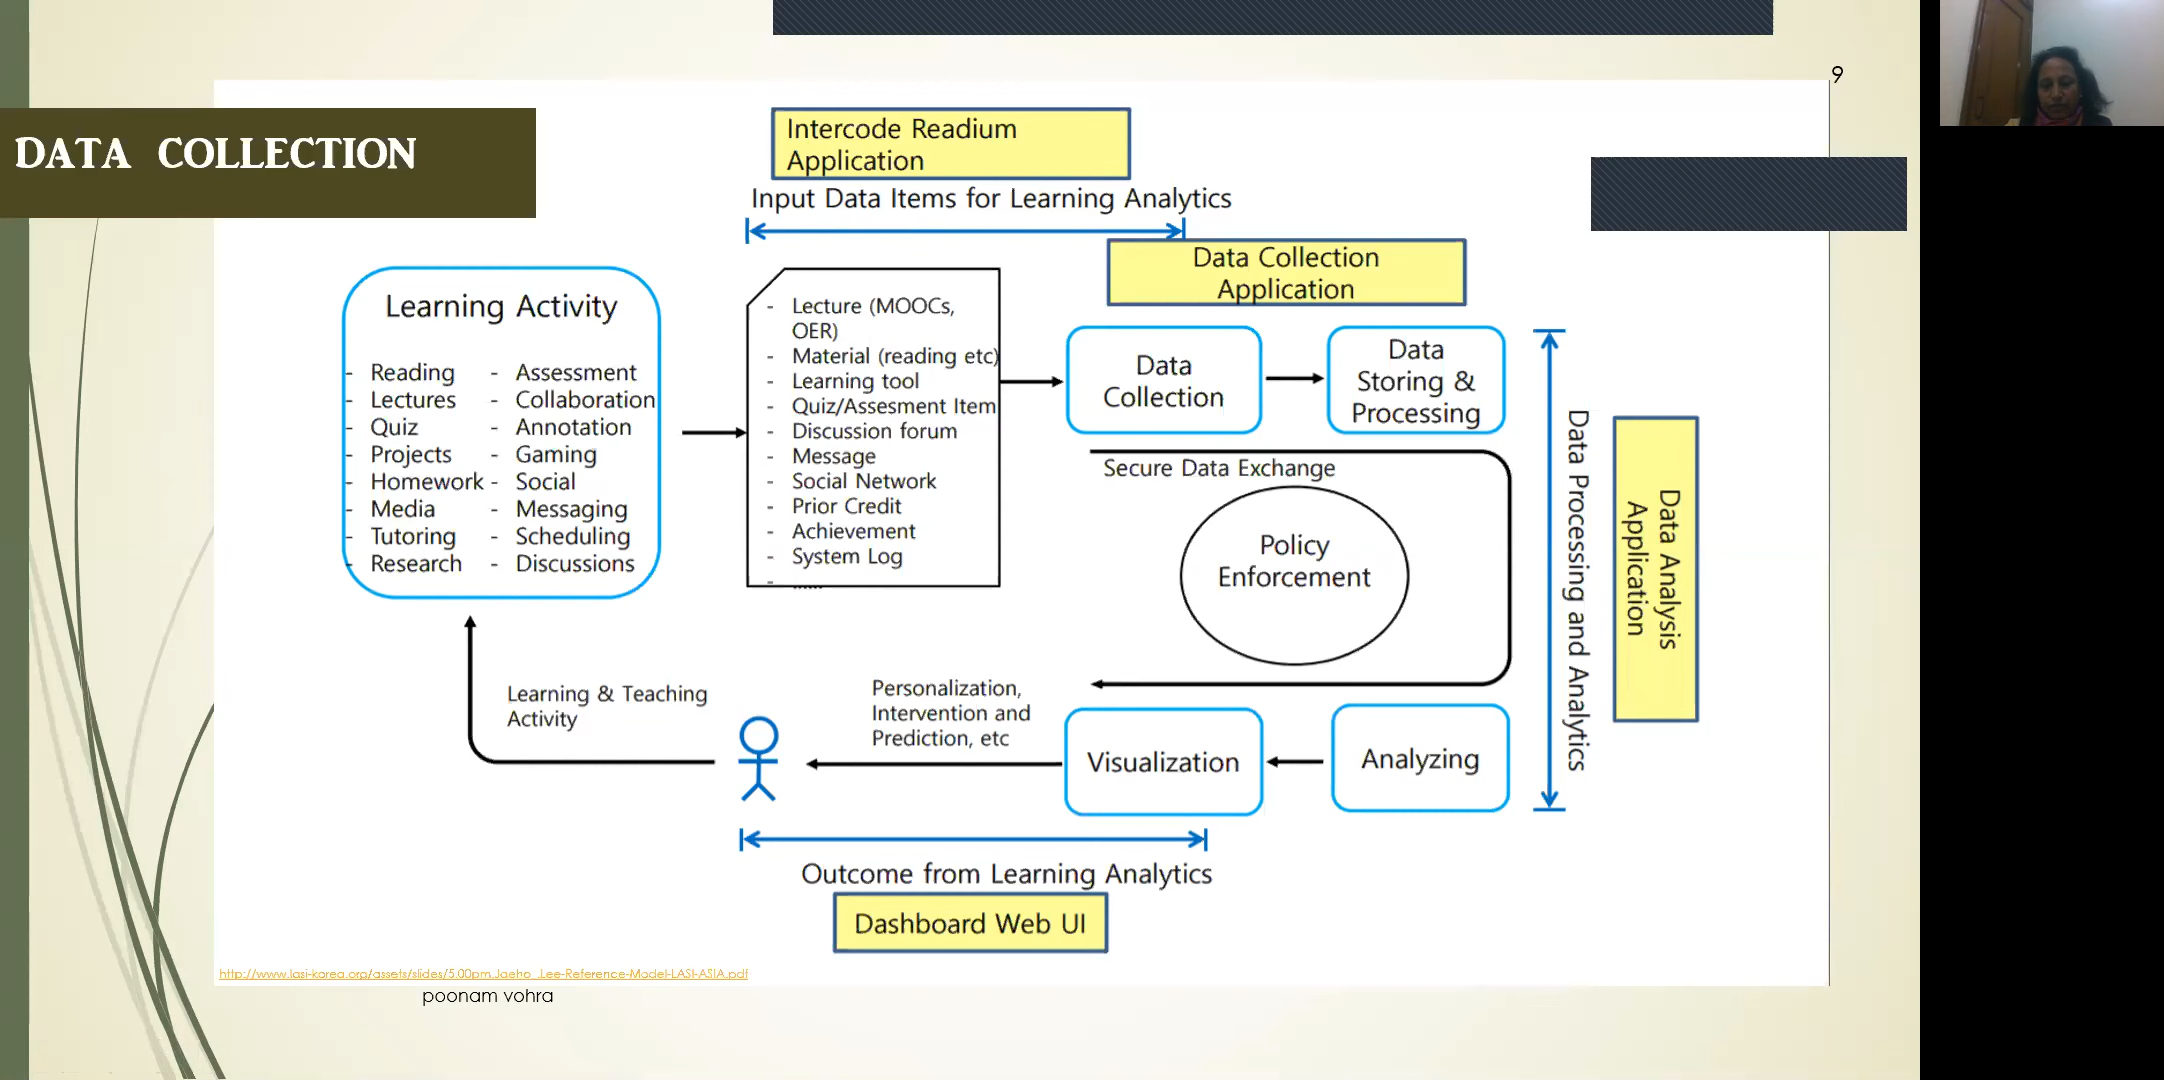 9
DATA COLLECTION
Intercode Readium
Application
Input Data Items for Learning Analytics
Data Collection
Application
Learning Activity
- Reading
- Lectures
- Quiz
- Projects
- Homework
- Media
- Tutoring
- Research
- Assessment
- Collaboration
- Annotation
- Gaming
- Social
- Messaging
- Scheduling
- Discussions
- Lecture (MOOCs,
OER)
- Material (reading etc)
- Learning tool
- Quiz/Assesment Item
- Discussion forum
- Message
- Social Network
- Prior Credit
- Achievement
- System Log
- ......
Data
Collection
Data
Storing &
Processing
Secure Data Exchange
Policy
Enforcement
Data Processing and Analytics
Data Analysis
Application
Learning & Teaching
Activity
Personalization,
Intervention and
Prediction, etc
Visualization
Analyzing
Outcome from Learning Analytics
Dashboard Web UI
http://www.lasi-korea.org/assets/slides/5.00pm.Jaeho_Lee-Reference-Model-LASI-ASIA.pdf
poonam vohra